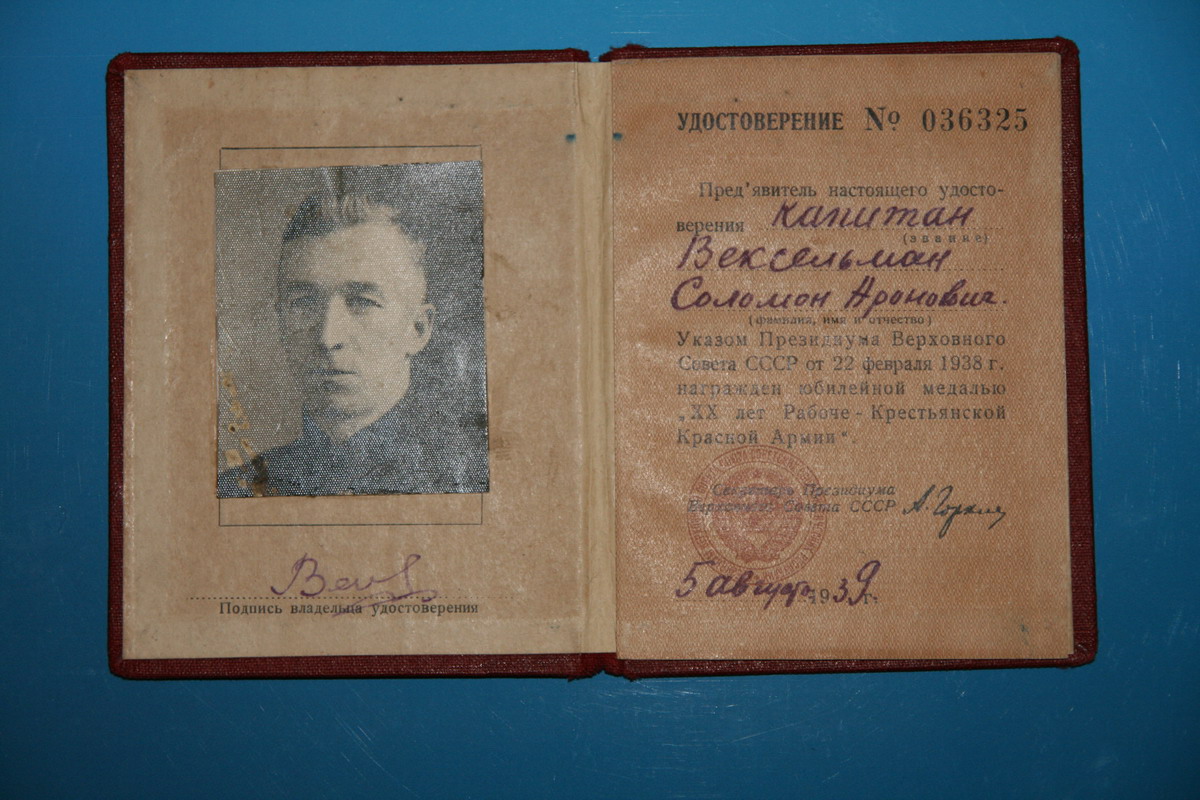 Подпись владельца удостоверения
УДОСТОВЕРЕНИЕ № 036325
Пред'явитель настоящего удосто-
верения капитан
(звание)
Вексельман
Соломон Аронович.
(фамилия, имя и отчество)
Указом Президиума Верховного
Совета СССР от 22 февраля 1938 г.
награжден юбилейной медалью
„ХХ лет Рабоче-Крестьянской
Красной Армии“.
Секретарь Президиума
Верховного Совета СССР А. Горкин
5 августа 1939 г.